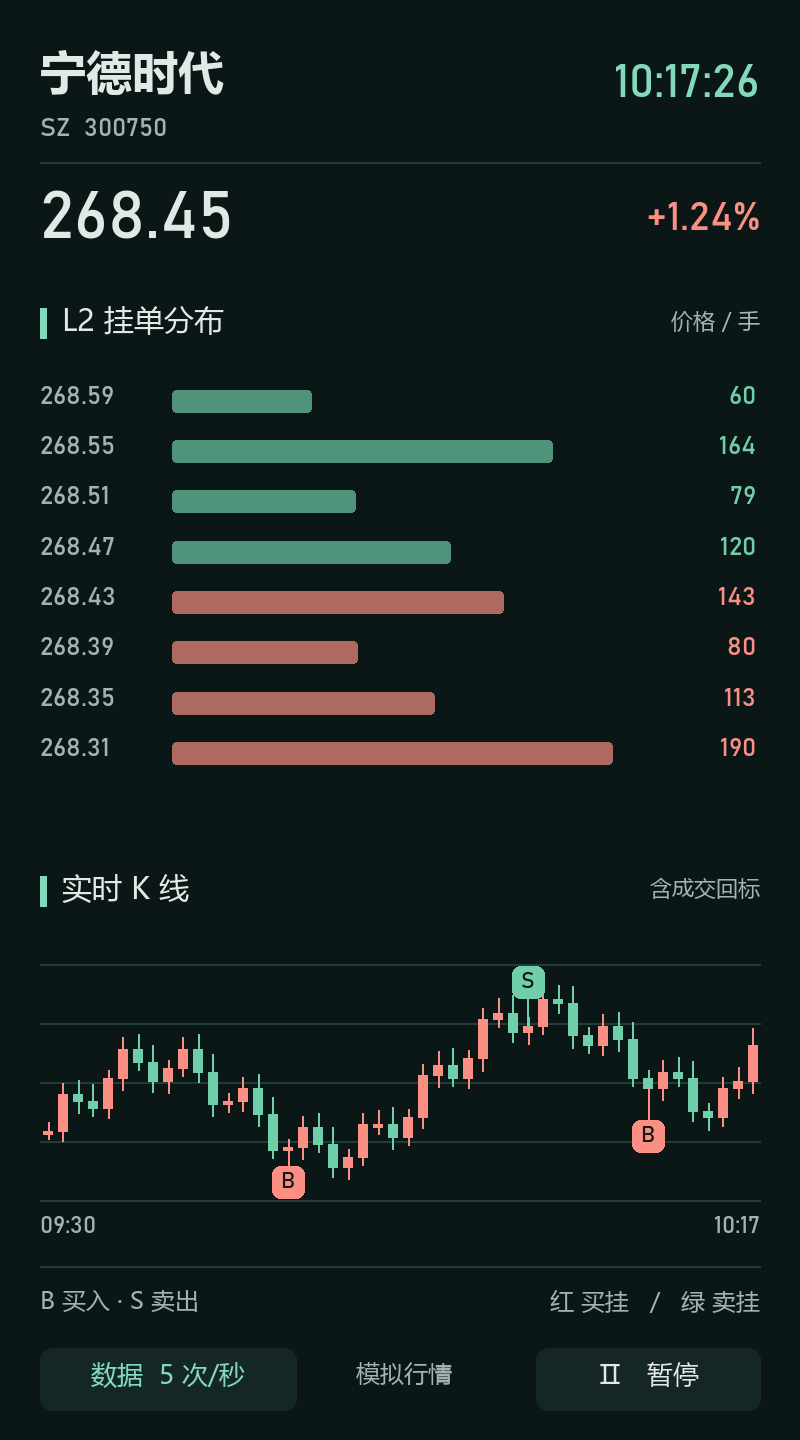 宁德时代
10:17:26
SZ 300750
268.45
+1.24%
L2 挂单分布
价格 / 手
268.59 60
268.55 164
268.51 79
268.47 120
268.43 143
268.39 80
268.35 113
268.31 190
实时 K 线
含成交回标
S
B
B
09:30 10:17
B 买入 · S 卖出
红 买挂 / 绿 卖挂
数据 5 次/秒
模拟行情
II 暂停